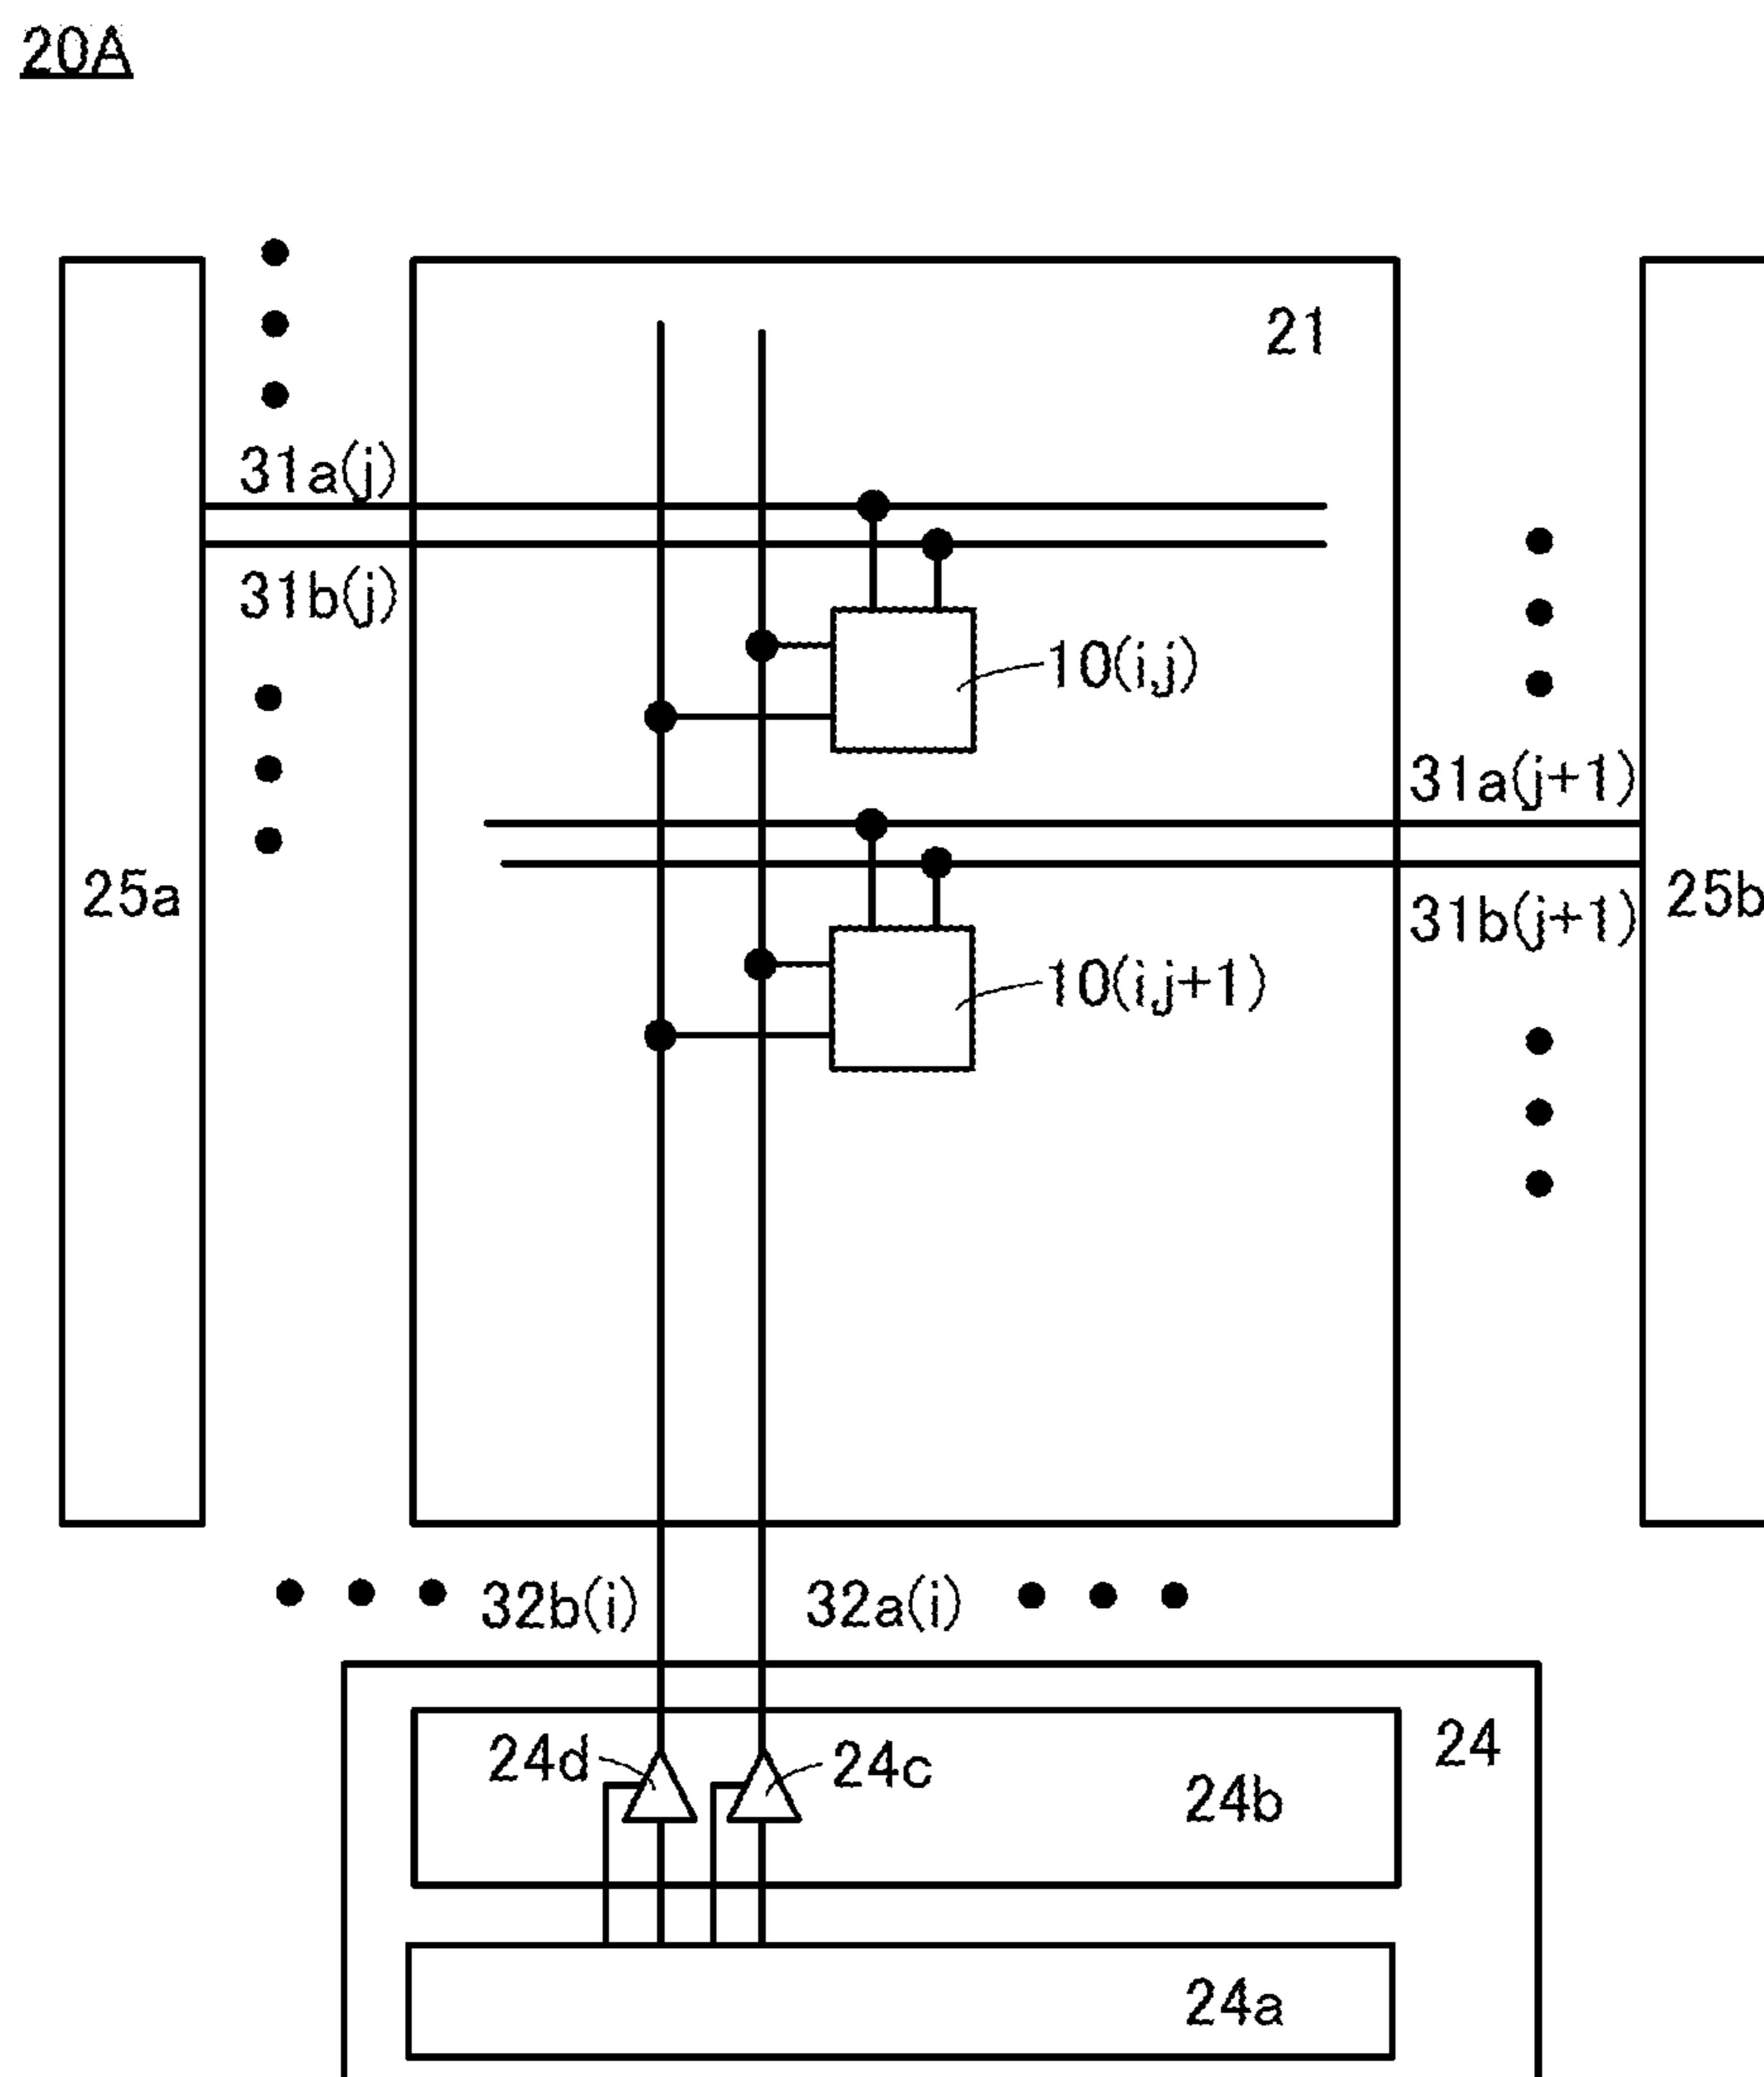 20A
21
31a(j)
31b(j)
10(i,j)
31a(j+1)
25a
31b(j+1)
25b
10(i,j+1)
32b(i)
32a(i)
24d
24c
24
24b
24a